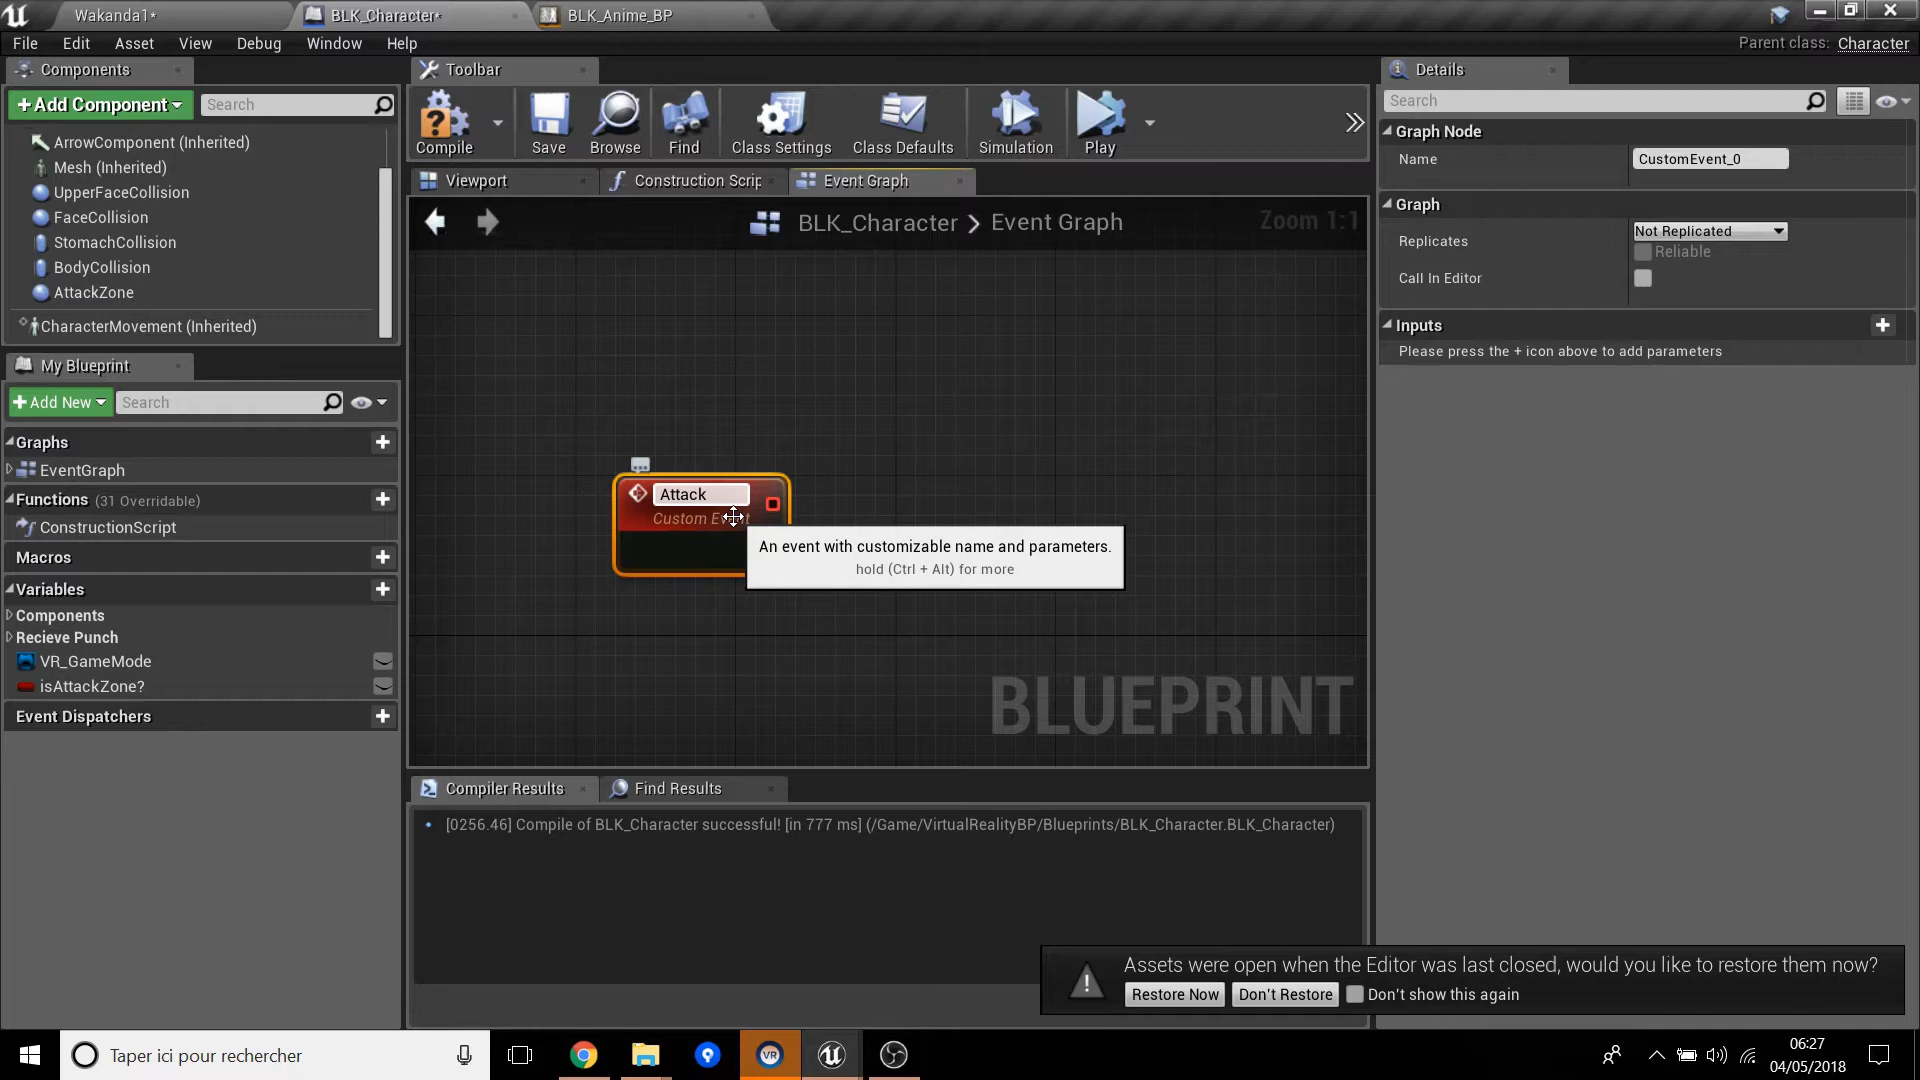 Wakanda1*
BLK_Character*
BLK_Anime_BP
File Edit Asset View Debug Window Help
Parent class: Character
Components
+Add Component
Search
ArrowComponent (Inherited)
Mesh (Inherited)
UpperFaceCollision
FaceCollision
StomachCollision
BodyCollision
AttackZone
CharacterMovement (Inherited)
My Blueprint
+Add New
Search
Graphs
EventGraph
Functions (31 Overridable)
ConstructionScript
Macros
Variables
Components
Recieve Punch
VR_GameMode
isAttackZone?
Event Dispatchers
Toolbar
Compile
Save
Browse
Find
Class Settings
Class Defaults
Simulation
Play
Viewport
Construction Scrip
Event Graph
BLK_Character > Event Graph
Zoom 1:1
Attack
Custom Event
An event with customizable name and parameters.
hold (Ctrl + Alt) for more
BLUEPRINT
Compiler Results
Find Results
[0256.46] Compile of BLK_Character successful! [in 777 ms] (/Game/VirtualRealityBP/Blueprints/BLK_Character.BLK_Character)
Details
Search
Graph Node
Name CustomEvent_0
Graph
Replicates Not Replicated
Reliable
Call In Editor
Inputs
Please press the + icon above to add parameters
Assets were open when the Editor was last closed, would you like to restore them now?
Restore Now Don't Restore Don't show this again
Taper ici pour rechercher
VR
06:27
04/05/2018